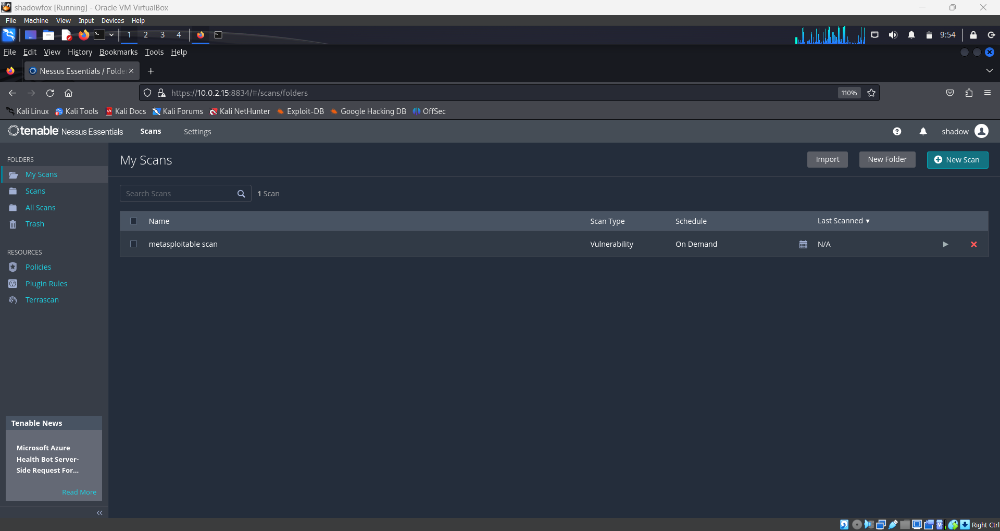 shadowfox [Running] - Oracle VM VirtualBox
File Machine View Input Devices Help
1 2 3 4 9:54
File Edit View History Bookmarks Tools Help
Nessus Essentials / Folde
https://10.0.2.15:8834/#/scans/folders 110%
Kali Linux Kali Tools Kali Docs Kali Forums Kali NetHunter Exploit-DB Google Hacking DB OffSec
tenable Nessus Essentials Scans Settings shadow
FOLDERS
My Scans
Scans
All Scans
Trash
RESOURCES
Policies
Plugin Rules
Terrascan
Tenable News
Microsoft Azure
Health Bot Server-
Side Request For...
Read More
My Scans Import New Folder New Scan
Search Scans 1 Scan
Name Scan Type Schedule Last Scanned ▼
metasploitable scan Vulnerability On Demand N/A
Right Ctrl